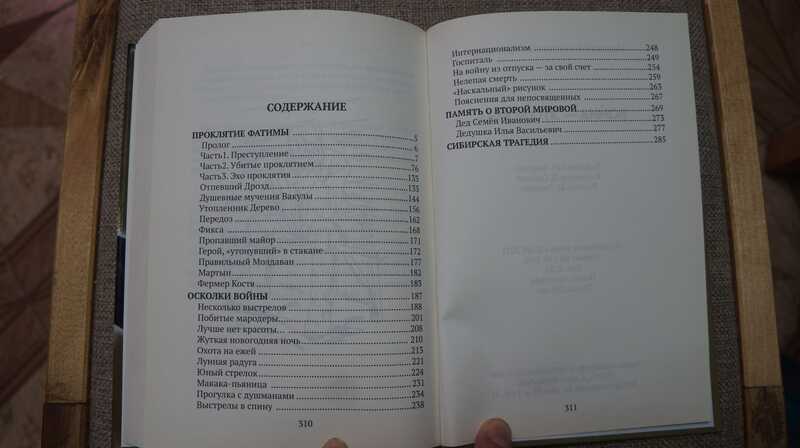 СОДЕРЖАНИЕ
ПРОКЛЯТИЕ ФАТИМЫ ..... 5
Пролог ..... 6
Часть1. Преступление ..... 7
Часть2. Убитые проклятием ..... 76
Часть3. Эхо проклятия ..... 133
Отпевший Дрозд ..... 135
Душевные мучения Вакулы ..... 144
Утопленник Дерево ..... 156
Передоз ..... 162
Фикса ..... 168
Пропавший майор ..... 171
Герой, «утонувший» в стакане ..... 172
Правильный Молдаван ..... 177
Мартын ..... 182
Фермер Костя ..... 183
ОСКОЛКИ ВОЙНЫ ..... 187
Несколько выстрелов ..... 188
Побитые мародеры ..... 201
Лучше нет красоты... ..... 208
Жуткая новогодняя ночь ..... 210
Охота на ежей ..... 213
Лунная радуга ..... 221
Юный стрелок ..... 224
Макака-пьяница ..... 231
Прогулка с душманами ..... 234
Выстрелы в спину ..... 238
310
Интернационализм ..... 248
Госпиталь ..... 249
На войну из отпуска — за свой счет ..... 254
Нелепая смерть ..... 259
«Наскальный» рисунок ..... 263
Пояснения для непосвященных ..... 267
ПАМЯТЬ О ВТОРОЙ МИРОВОЙ ..... 269
Дед Семён Иванович ..... 273
Дедушка Илья Васильевич ..... 277
СИБИРСКАЯ ТРАГЕДИЯ ..... 285
311